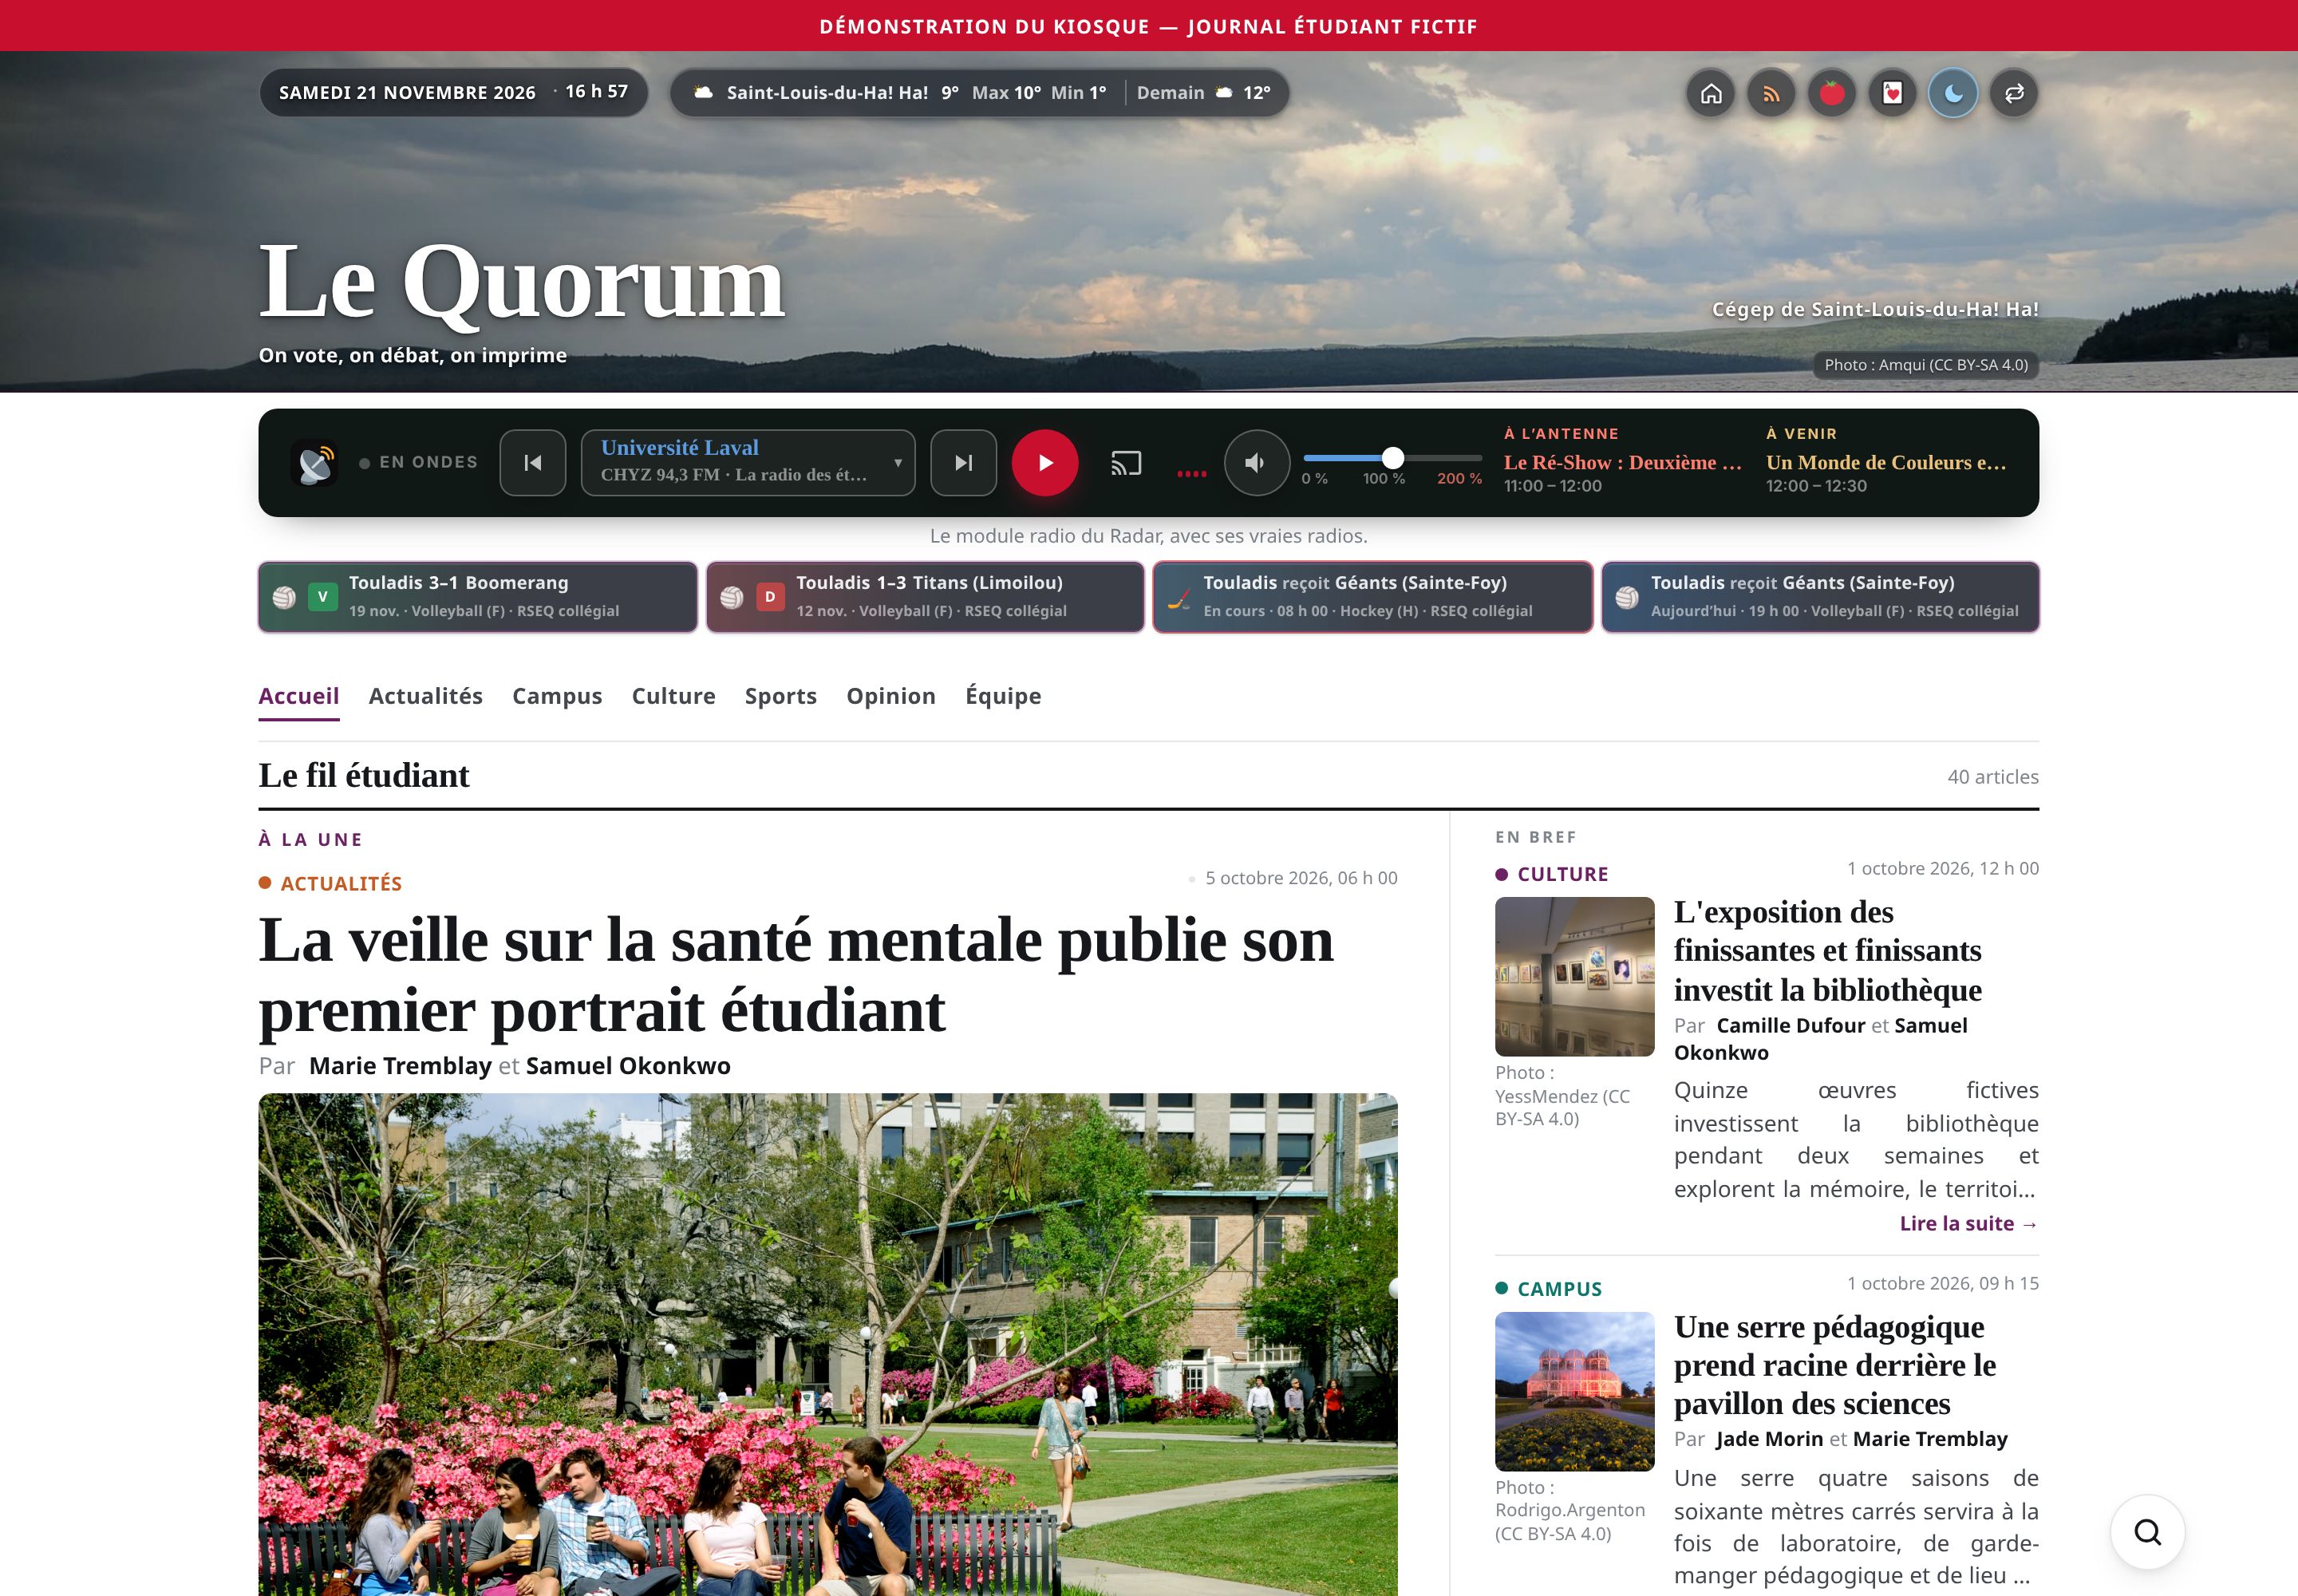 DÉMONSTRATION DU KIOSQUE — JOURNAL ÉTUDIANT FICTIF
SAMEDI 21 NOVEMBRE 2026 · 16 h 57
Saint-Louis-du-Ha! Ha! 9° Max 10° Min 1° Demain 12°
Le Quorum
On vote, on débat, on imprime
Cégep de Saint-Louis-du-Ha! Ha!
Photo : Amqui (CC BY-SA 4.0)
EN ONDES
Université Laval
CHYZ 94,3 FM · La radio des ét…
0 % 100 % 200 %
À L'ANTENNE
Le Ré-Show : Deuxième …
11:00 – 12:00
À VENIR
Un Monde de Couleurs e…
12:00 – 12:30
Le module radio du Radar, avec ses vraies radios.
V
Touladis 3–1 Boomerang
19 nov. · Volleyball (F) · RSEQ collégial
D
Touladis 1–3 Titans (Limoilou)
12 nov. · Volleyball (F) · RSEQ collégial
Touladis reçoit Géants (Sainte-Foy)
En cours · 08 h 00 · Hockey (H) · RSEQ collégial
Touladis reçoit Géants (Sainte-Foy)
Aujourd'hui · 19 h 00 · Volleyball (F) · RSEQ collégial
Accueil Actualités Campus Culture Sports Opinion Équipe
Le fil étudiant
40 articles
À LA UNE
ACTUALITÉS
5 octobre 2026, 06 h 00
La veille sur la santé mentale publie son
premier portrait étudiant
Par Marie Tremblay et Samuel Okonkwo
EN BREF
CULTURE
1 octobre 2026, 12 h 00
L'exposition des
finissantes et finissants
investit la bibliothèque
Par Camille Dufour et Samuel
Okonkwo
Photo :
YessMendez (CC
BY-SA 4.0)
Quinze œuvres fictives
investissent la bibliothèque
pendant deux semaines et
explorent la mémoire, le territoi…
Lire la suite →
CAMPUS
1 octobre 2026, 09 h 15
Une serre pédagogique
prend racine derrière le
pavillon des sciences
Par Jade Morin et Marie Tremblay
Photo :
Rodrigo.Argenton
(CC BY-SA 4.0)
Une serre quatre saisons de
soixante mètres carrés servira à la
fois de laboratoire, de garde-
manger pédagogique et de lieu …